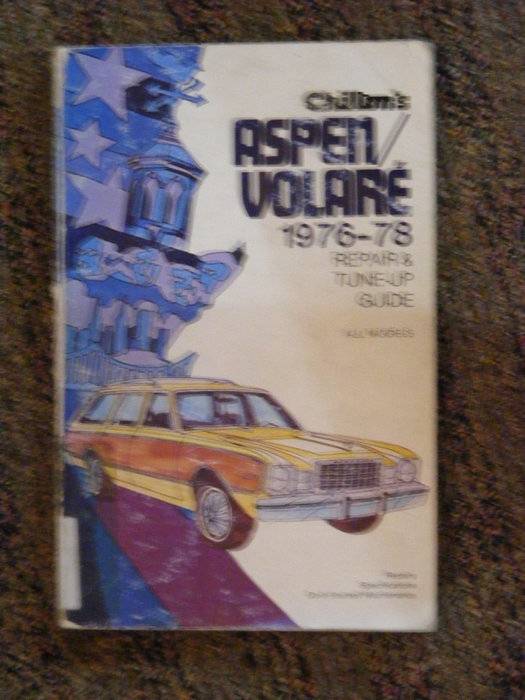 Chilton's
ASPEN/
VOLARÉ
1976-78
REPAIR &
TUNE-UP
GUIDE
ALL MODELS